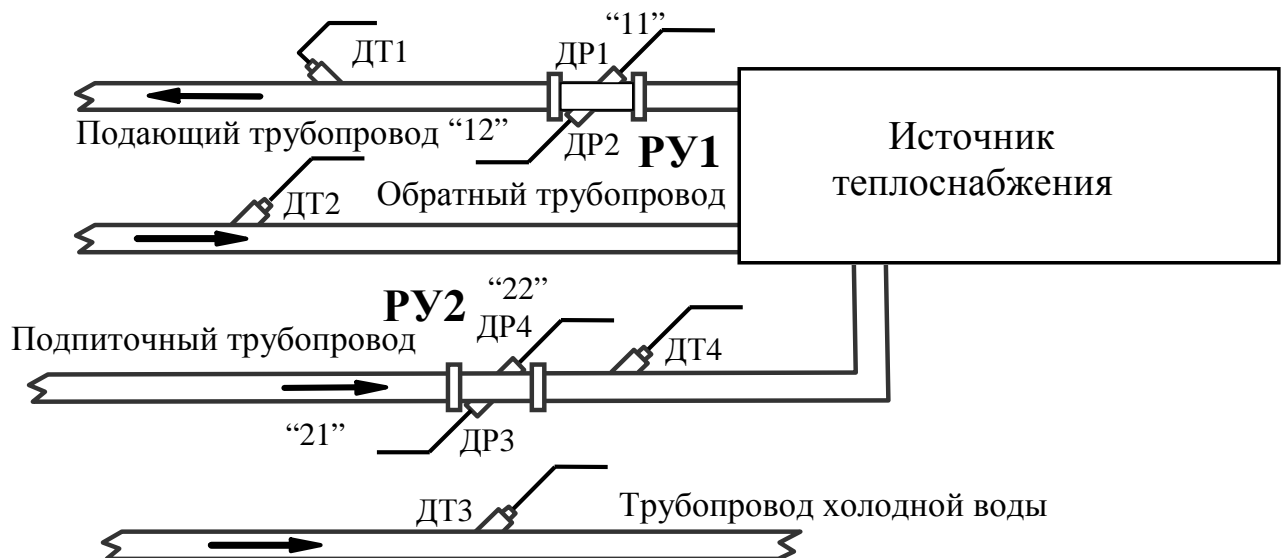 “11”
ДТ1
ДР1
Подающий трубопровод “12”
ДР2
РУ1
Источник
теплоснабжения
ДТ2
Обратный трубопровод
РУ2
“22”
ДР4
Подпиточный трубопровод
ДТ4
“21”
ДР3
ДТ3
Трубопровод холодной воды